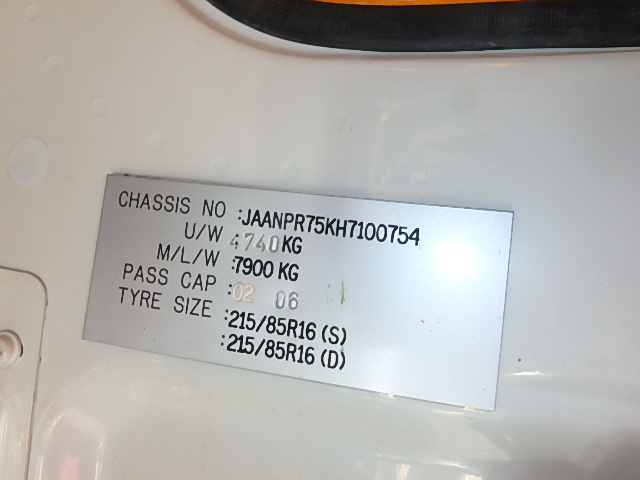 CHASSIS NO :JAANPR75KH7100754
U/W 4740KG
M/L/W :7900 KG
PASS CAP :02 06
TYRE SIZE :215/85R16 (S)
:215/85R16 (D)